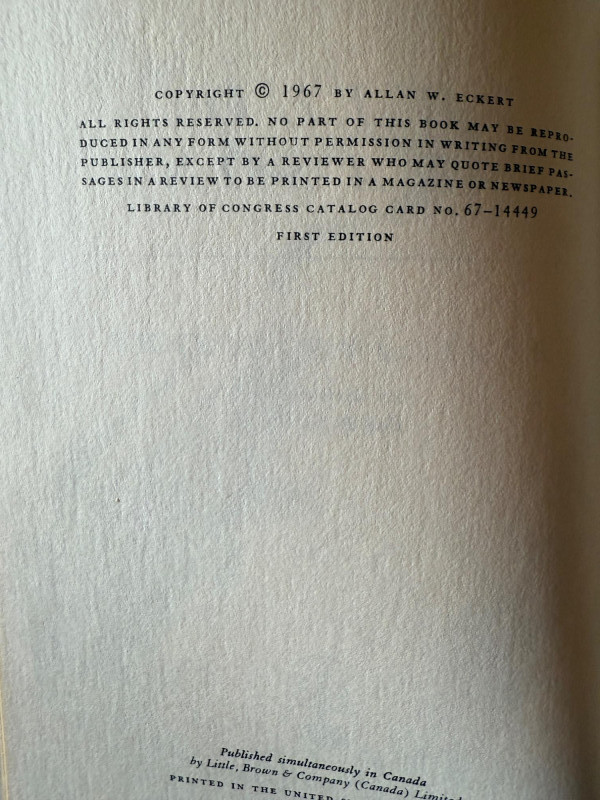 COPYRIGHT © 1967 BY ALLAN W. ECKERT
ALL RIGHTS RESERVED. NO PART OF THIS BOOK MAY BE REPRO-
DUCED IN ANY FORM WITHOUT PERMISSION IN WRITING FROM THE
PUBLISHER, EXCEPT BY A REVIEWER WHO MAY QUOTE BRIEF PAS-
SAGES IN A REVIEW TO BE PRINTED IN A MAGAZINE OR NEWSPAPER.
LIBRARY OF CONGRESS CATALOG CARD NO. 67-14449
FIRST EDITION
Published simultaneously in Canada
by Little, Brown & Company (Canada) Limited
PRINTED IN THE UNITED